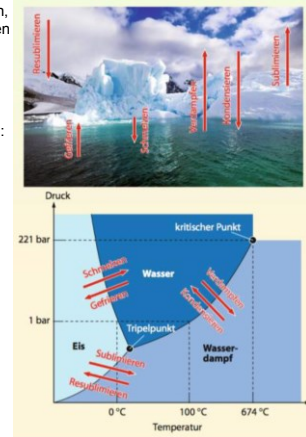 n,
en
:
Resublimieren
Gefrieren
Schmelzen
Verdampfen
Kondensieren
Sublimieren
Druck
kritischer Punkt
221 bar
Schmelzen
Gefrieren
Wasser
Verdampfen
Kondensieren
1 bar
Tripelpunkt
Eis
Sublimieren
Resublimieren
Wasser-
dampf
0 °C
100 °C
674 °C
Temperatur